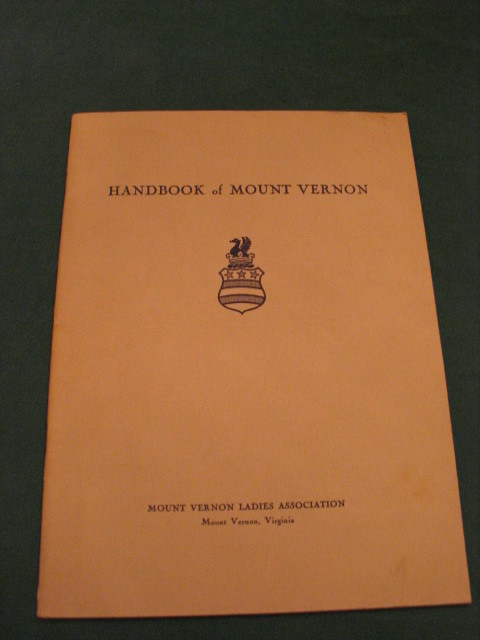 HANDBOOK of MOUNT VERNON
MOUNT VERNON LADIES ASSOCIATION
Mount Vernon, Virginia